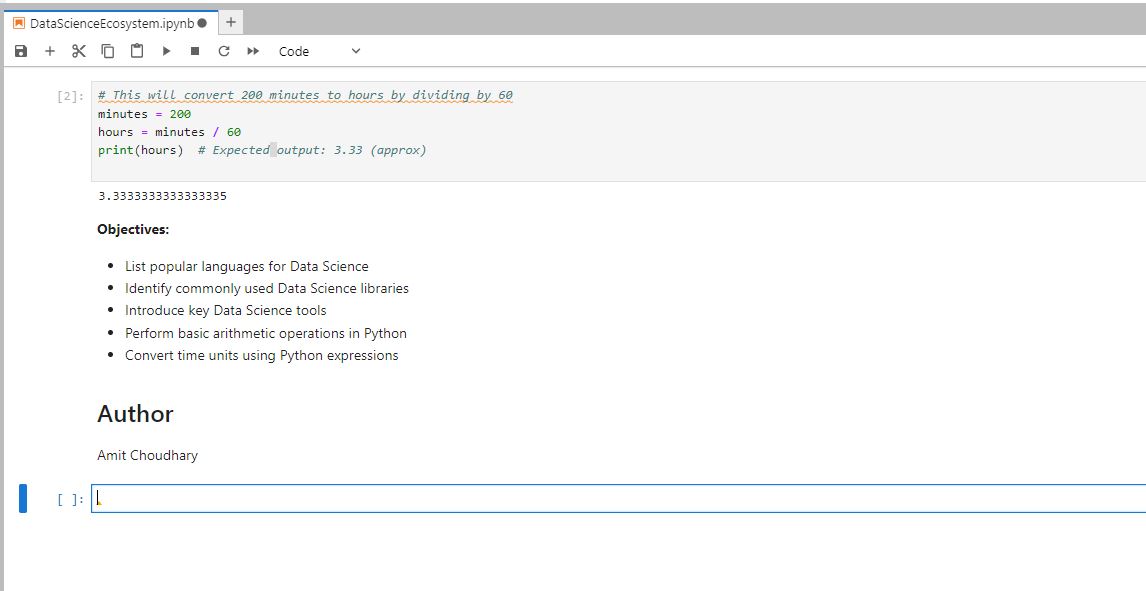 DataScienceEcosystem.ipynb
Code
[2]:
# This will convert 200 minutes to hours by dividing by 60
minutes = 200
hours = minutes / 60
print(hours)  # Expected output: 3.33 (approx)
3.3333333333333335
Objectives:
• List popular languages for Data Science
• Identify commonly used Data Science libraries
• Introduce key Data Science tools
• Perform basic arithmetic operations in Python
• Convert time units using Python expressions
Author
Amit Choudhary
[ ]: